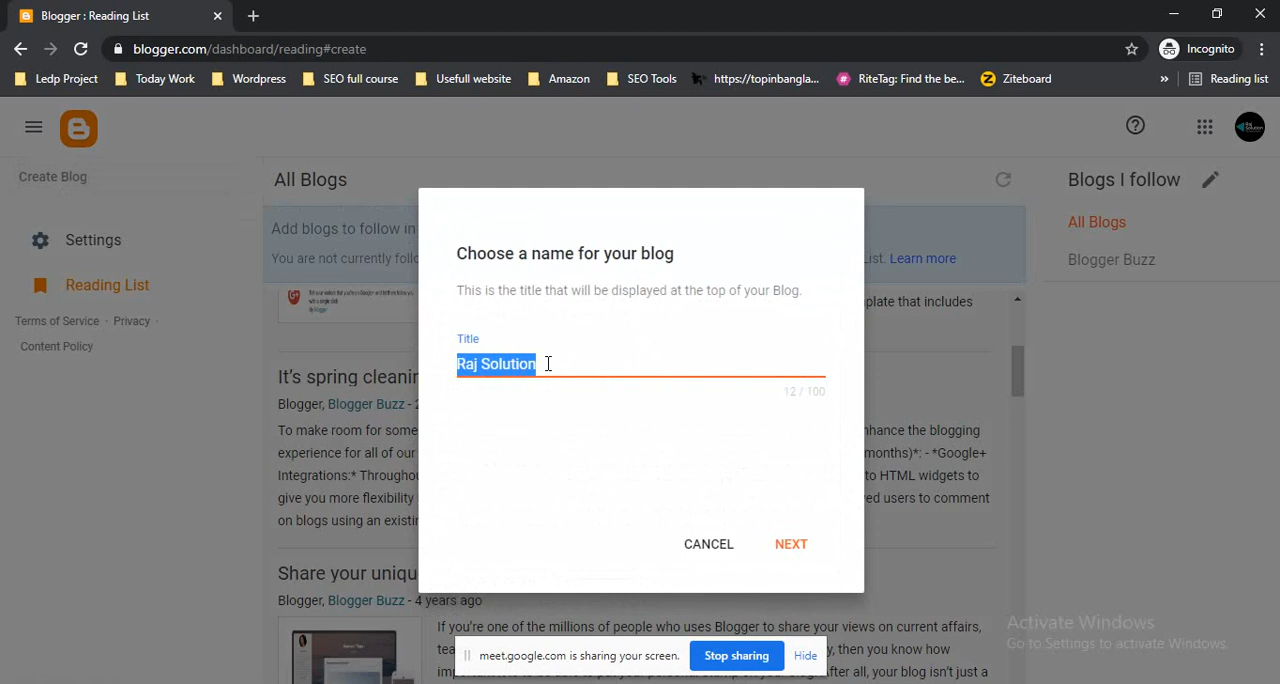 Blogger : Reading List
blogger.com/dashboard/reading#create
Incognito
Ledp Project
Today Work
Wordpress
SEO full course
Usefull website
Amazon
SEO Tools
https://topinbangla...
RiteTag: Find the be...
Ziteboard
»
Reading list
Create Blog
Settings
Reading List
Terms of Service · Privacy ·
Content Policy
All Blogs
Add blogs to follow in
You are not currently follo
ist. Learn more
plate that includes
It's spring cleanin
Blogger, Blogger Buzz - 2
To make room for some
experience for all of our
Integrations:* Throughou
give you more flexibility
on blogs using an existin
hance the blogging
months)*: - *Google+
to HTML widgets to
ed users to comment
Share your uniqu
Blogger, Blogger Buzz - 4 years ago
If you're one of the millions of people who uses Blogger to share your views on current affairs,
tea
y, then you know how
fter all, your blog isn't just a
Blogs I follow
All Blogs
Blogger Buzz
Choose a name for your blog
This is the title that will be displayed at the top of your Blog.
Title
Raj Solution
12 / 100
CANCEL
NEXT
Activate Windows
Go to Settings to activate Windows.
meet.google.com is sharing your screen.
Stop sharing
Hide